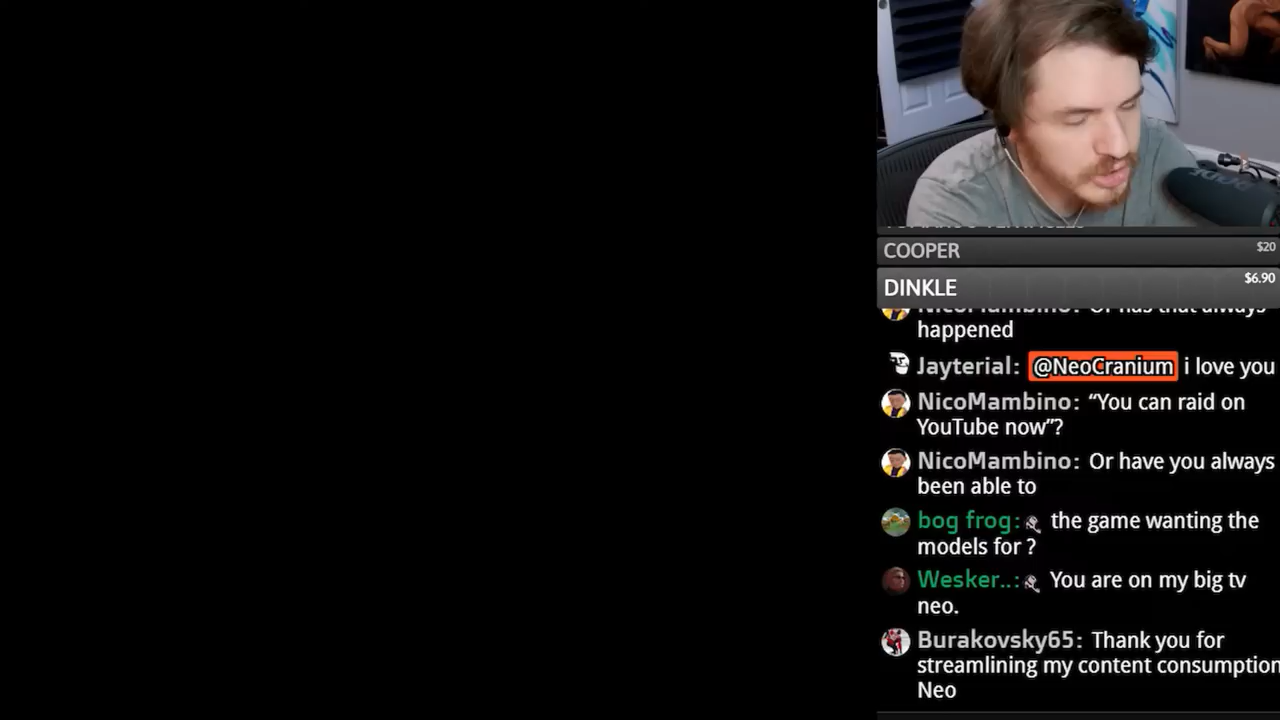 COOPER $20
DINKLE $6.90
NicoMambino: Or has that always
happened
Jayterial: @NeoCranium i love you
NicoMambino: “You can raid on
YouTube now”?
NicoMambino: Or have you always
been able to
bog frog: the game wanting the
models for ?
Wesker..: You are on my big tv
neo.
Burakovsky65: Thank you for
streamlining my content consumption
Neo
RODE